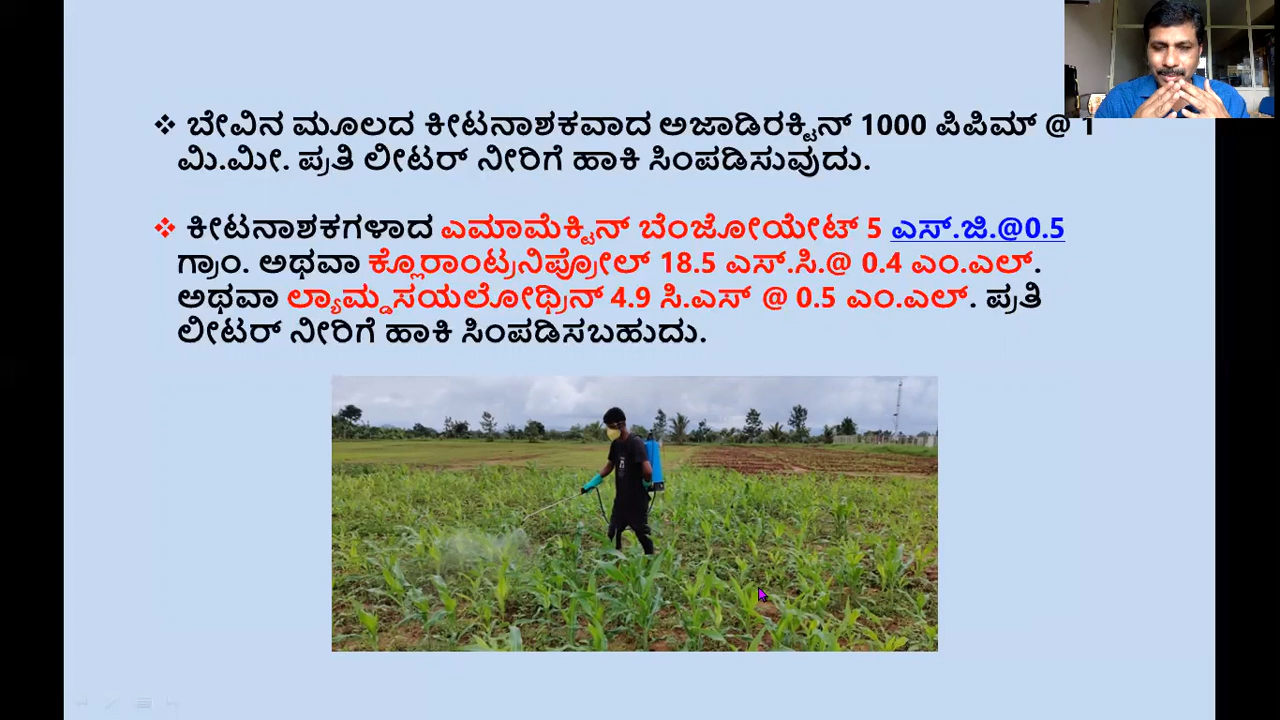 ❖ ಬೇವಿನ ಮೂಲದ ಕೀಟನಾಶಕವಾದ ಅಜಾಡಿರಕ್ಟಿನ್ 1000 ಪಿಪಿಮ್ @ 1
ಮಿ.ಮೀ. ಪ್ರತಿ ಲೀಟರ್ ನೀರಿಗೆ ಹಾಕಿ ಸಿಂಪಡಿಸುವುದು.
❖ ಕೀಟನಾಶಕಗಳಾದ ಎಮಾಮೆಕ್ಟಿನ್ ಬೆಂಜೋಯೇಟ್ 5 ಎಸ್.ಜಿ.@0.5
ಗ್ರಾಂ. ಅಥವಾ ಕ್ಲೊರಾಂಟ್ರನಿಪ್ರೋಲ್ 18.5 ಎಸ್.ಸಿ.@ 0.4 ಎಂ.ಎಲ್.
ಅಥವಾ ಲ್ಯಾಮ್ಡಸಯಲೋಥ್ರಿನ್ 4.9 ಸಿ.ಎಸ್ @ 0.5 ಎಂ.ಎಲ್. ಪ್ರತಿ
ಲೀಟರ್ ನೀರಿಗೆ ಹಾಕಿ ಸಿಂಪಡಿಸಬಹುದು.